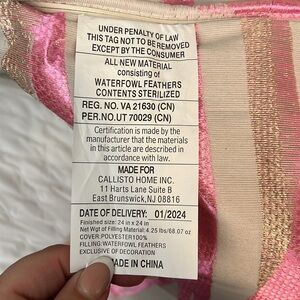 UNDER PENALTY OF LAW
THIS TAG NOT TO BE REMOVED
EXCEPT BY THE CONSUMER
ALL NEW MATERIAL
consisting of
WATERFOWL FEATHERS
CONTENTS STERILIZED
REG. NO. VA 21630 (CN)
PER.NO.UT 70029 (CN)
Certification is made by the
manufacturer that the materials
in this article are described in
accordance with law.
MADE FOR
CALLISTO HOME INC.
11 Harts Lane Suite B
East Brunswick,NJ 08816
DATE OF DELIVERY: 01/2024
Finished size: 24 in x 24 in
Net Wgt of Filling Material: 4.25 lbs/68.07 oz
COVER:POLYESTER100%
FILLING:WATERFOWL FEATHERS
EXCLUSIVE OF DECORATION
MADE IN CHINA